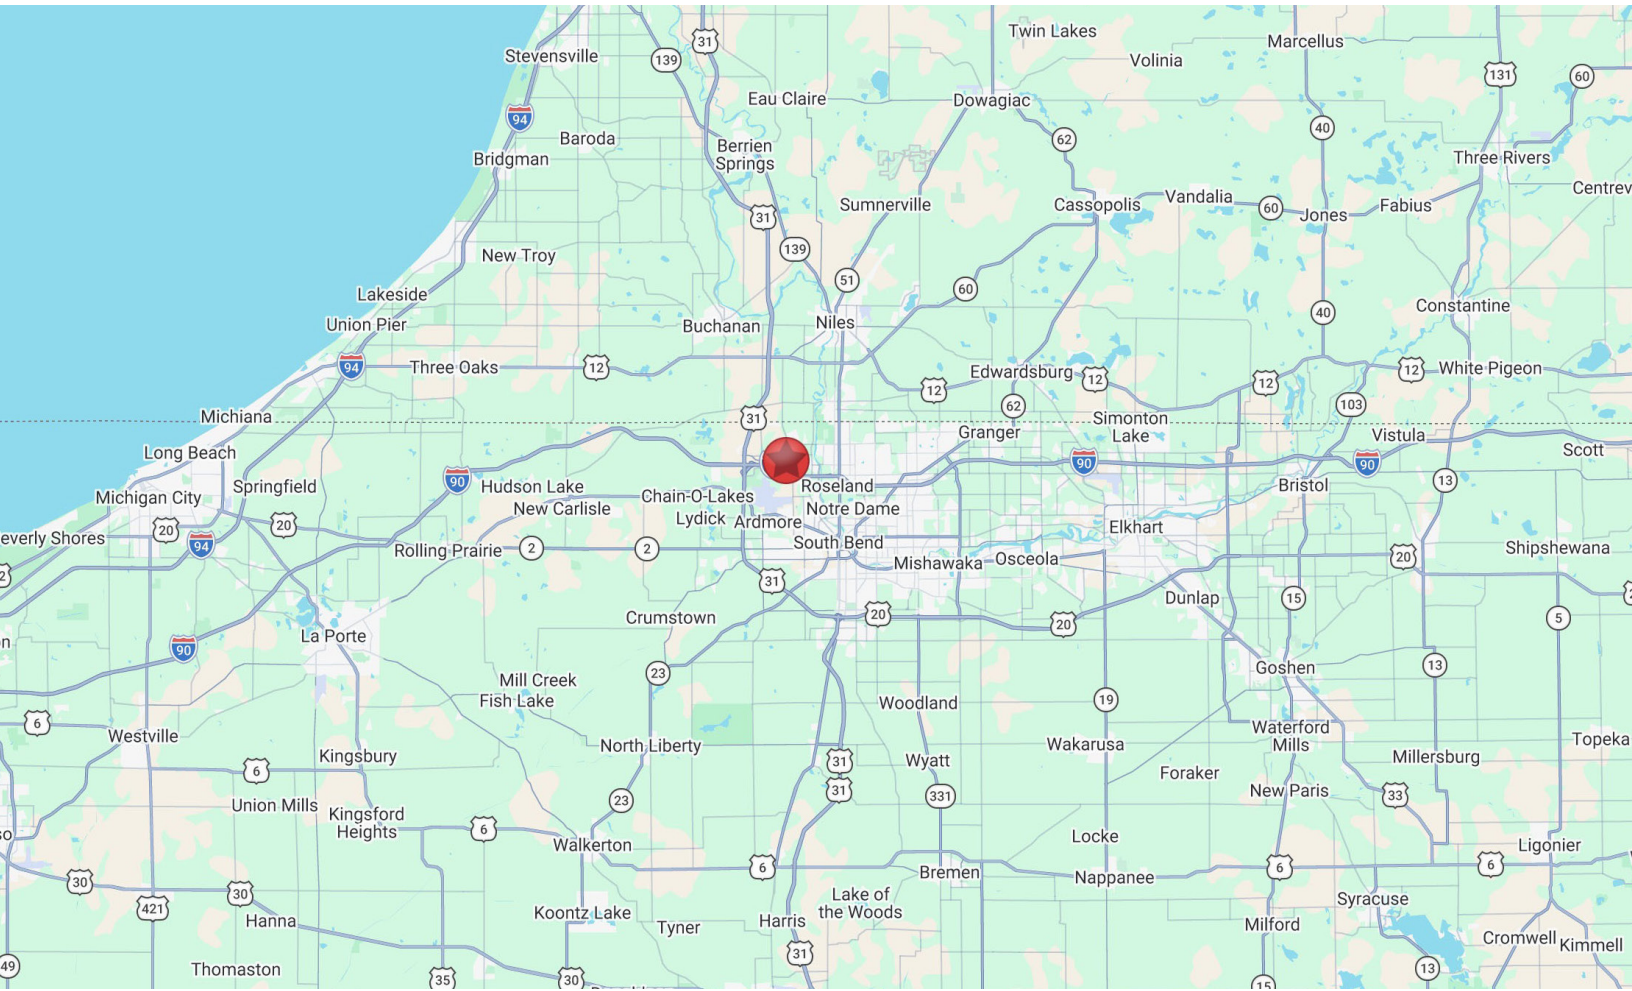 Twin Lakes
Marcellus
31
Stevensville
139
Volinia
131
60
Eau Claire
Dowagiac
94
40
Baroda
62
Berrien
Springs
Bridgman
Three Rivers
Centrev
Vandalia
Sumnerville
Cassopolis
60
Fabius
Jones
31
139
New Troy
51
60
Lakeside
Constantine
40
Union Pier
Buchanan
Niles
94
Three Oaks
12
Edwardsburg
12
12
12
White Pigeon
12
103
62
Michiana
31
Simonton
Lake
Granger
Vistula
Long Beach
Scott
90
90
90
13
Springfield
Hudson Lake
Roseland
Bristol
Michigan City
Chain-O-Lakes
New Carlisle
Notre Dame
Lydick
Ardmore
20
20
Elkhart
everly Shores
94
South Bend
Rolling Prairie
2
2
Shipshewana
20
Mishawaka
Osceola
2
31
Dunlap
15
2
Crumstown
20
20
5
La Porte
n
90
13
Goshen
23
Mill Creek
Fish Lake
19
Woodland
6
Westville
Waterford
Mills
North Liberty
Wakarusa
Topeka
Kingsbury
31
Wyatt
Millersburg
6
Foraker
31
331
New Paris
33
Union Mills
23
Kingsford
Heights
6
so
Locke
Walkerton
Ligonier
6
6
6
Bremen
Nappanee
30
30
421
Syracuse
Lake of
the Woods
Koontz Lake
Hanna
Harris
Tyner
Milford
Cromwell
Kimmell
31
49
Thomaston
13
35
30
15